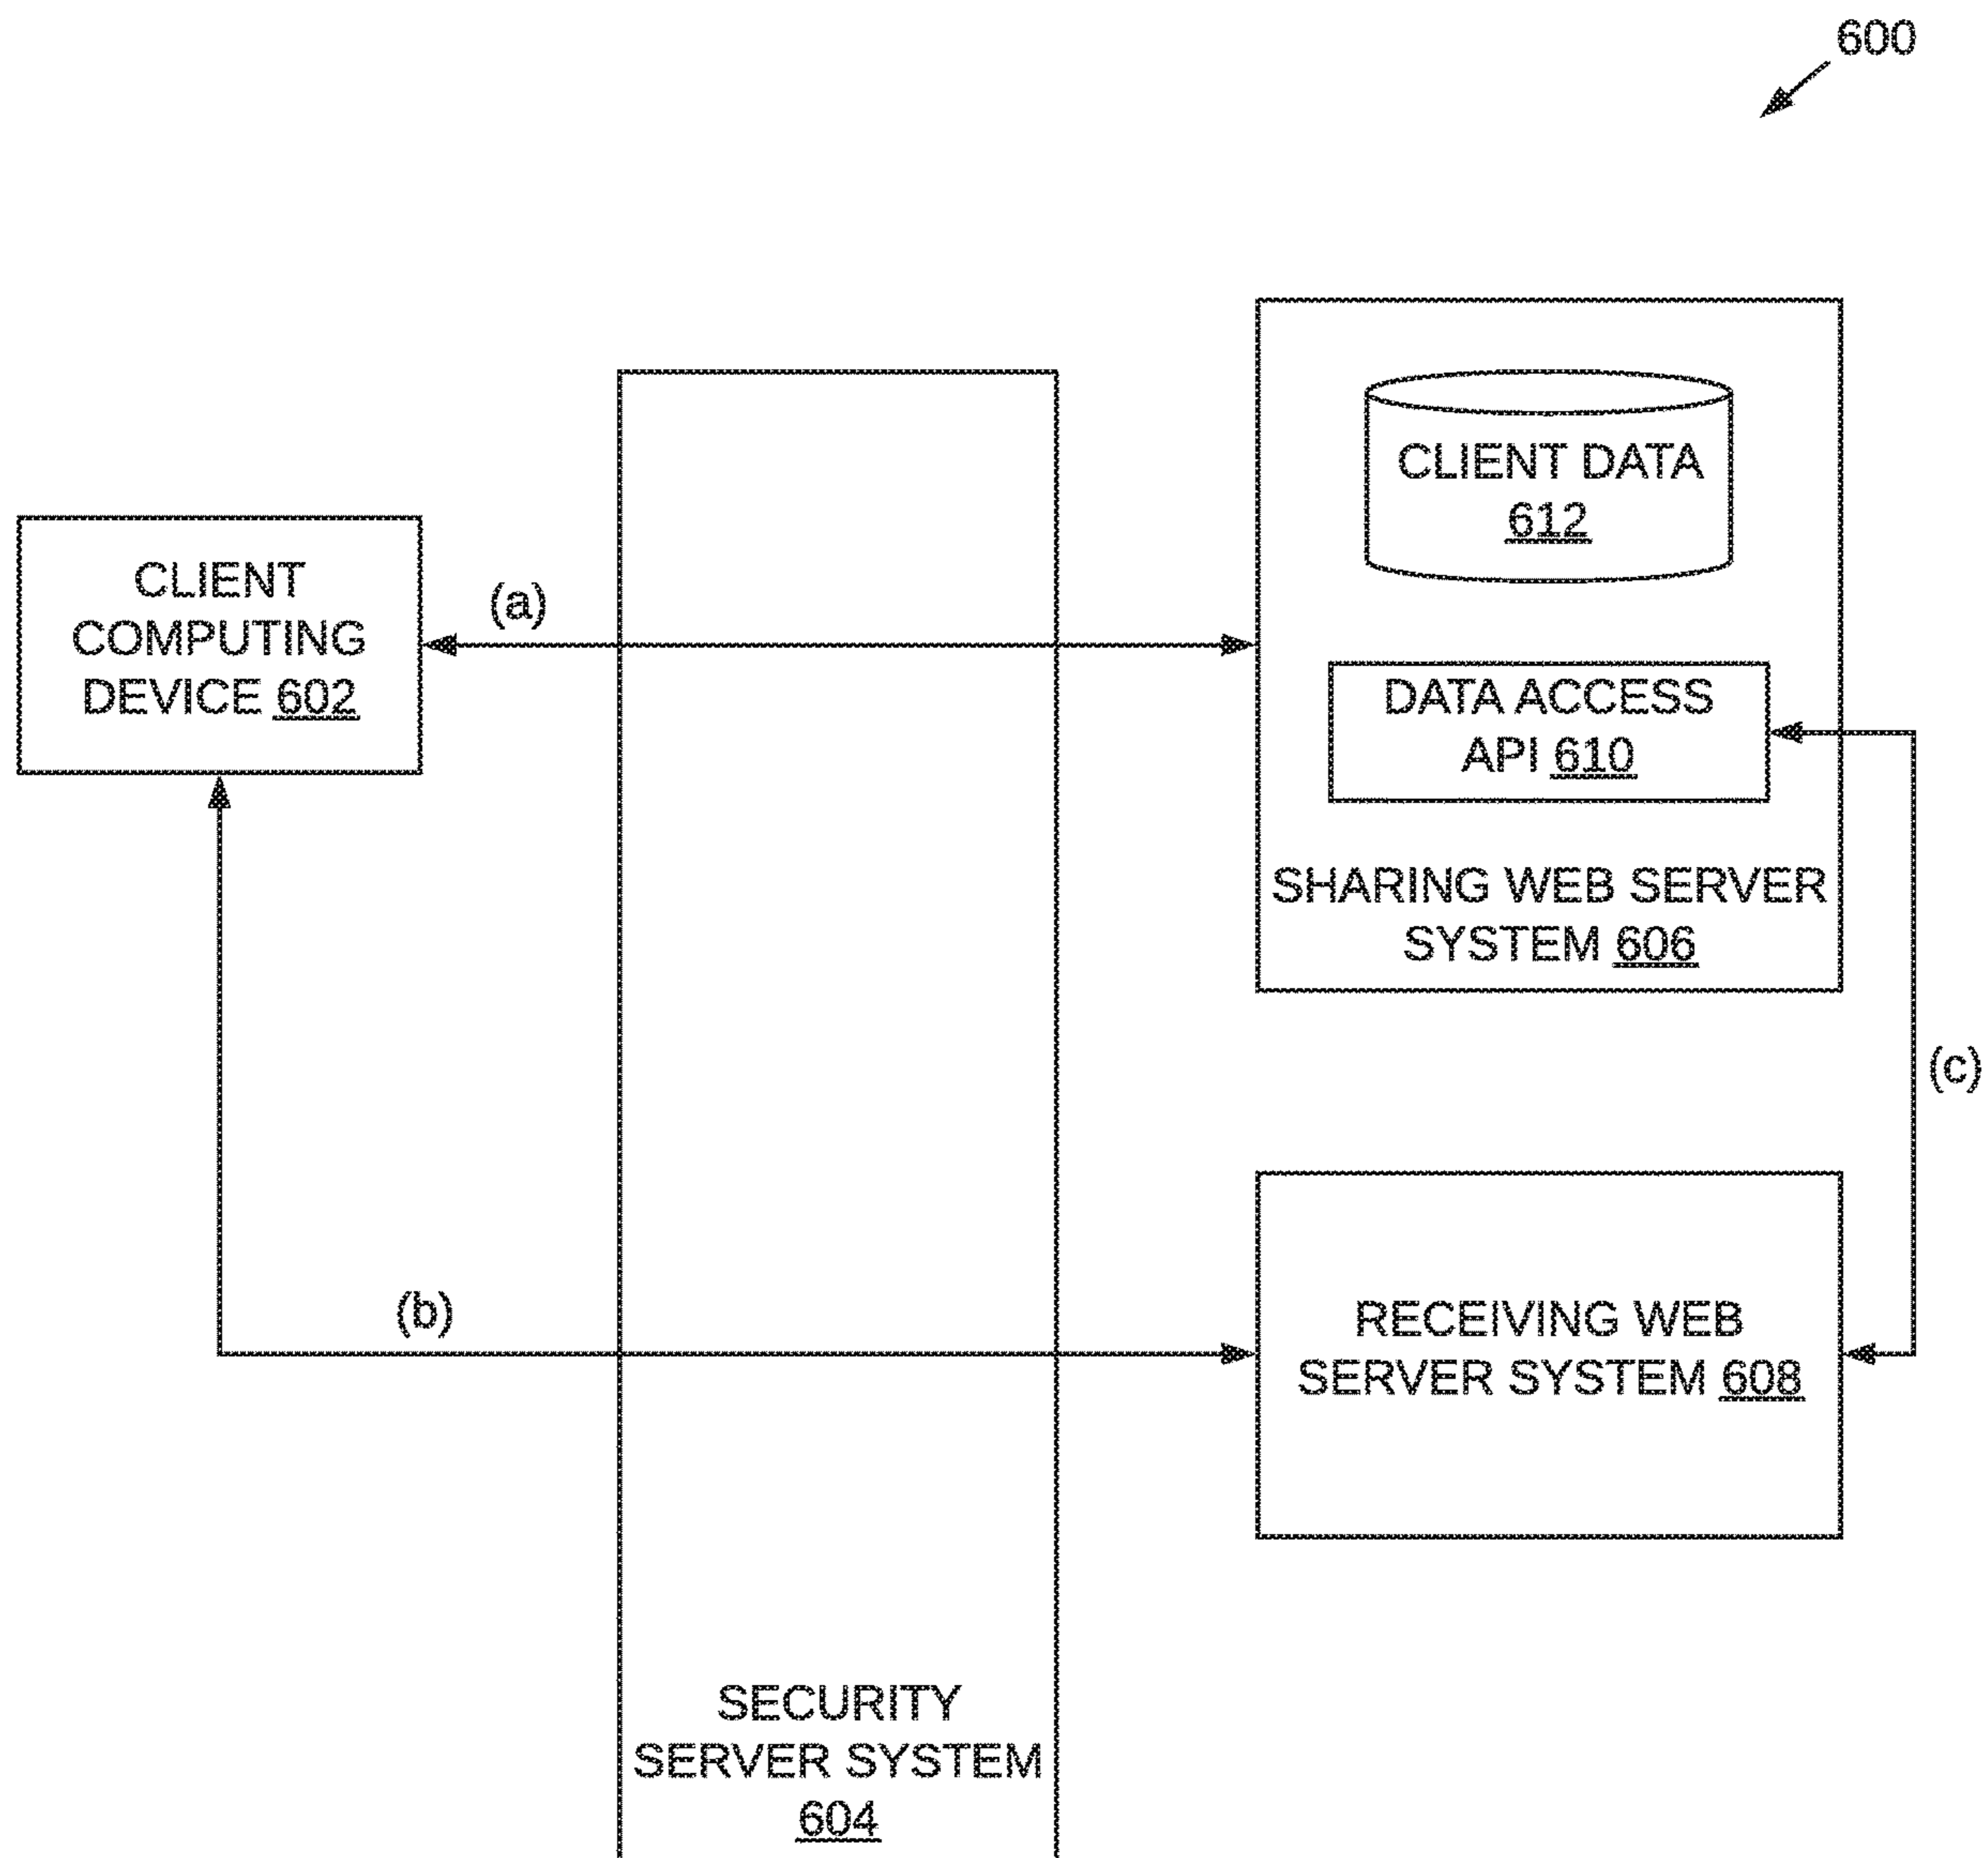 600
CLIENT DATA
612
CLIENT
COMPUTING
DEVICE 602
(a)
DATA ACCESS
API 610
SHARING WEB SERVER
SYSTEM 606
(c)
(b)
RECEIVING WEB
SERVER SYSTEM 608
SECURITY
SERVER SYSTEM
604